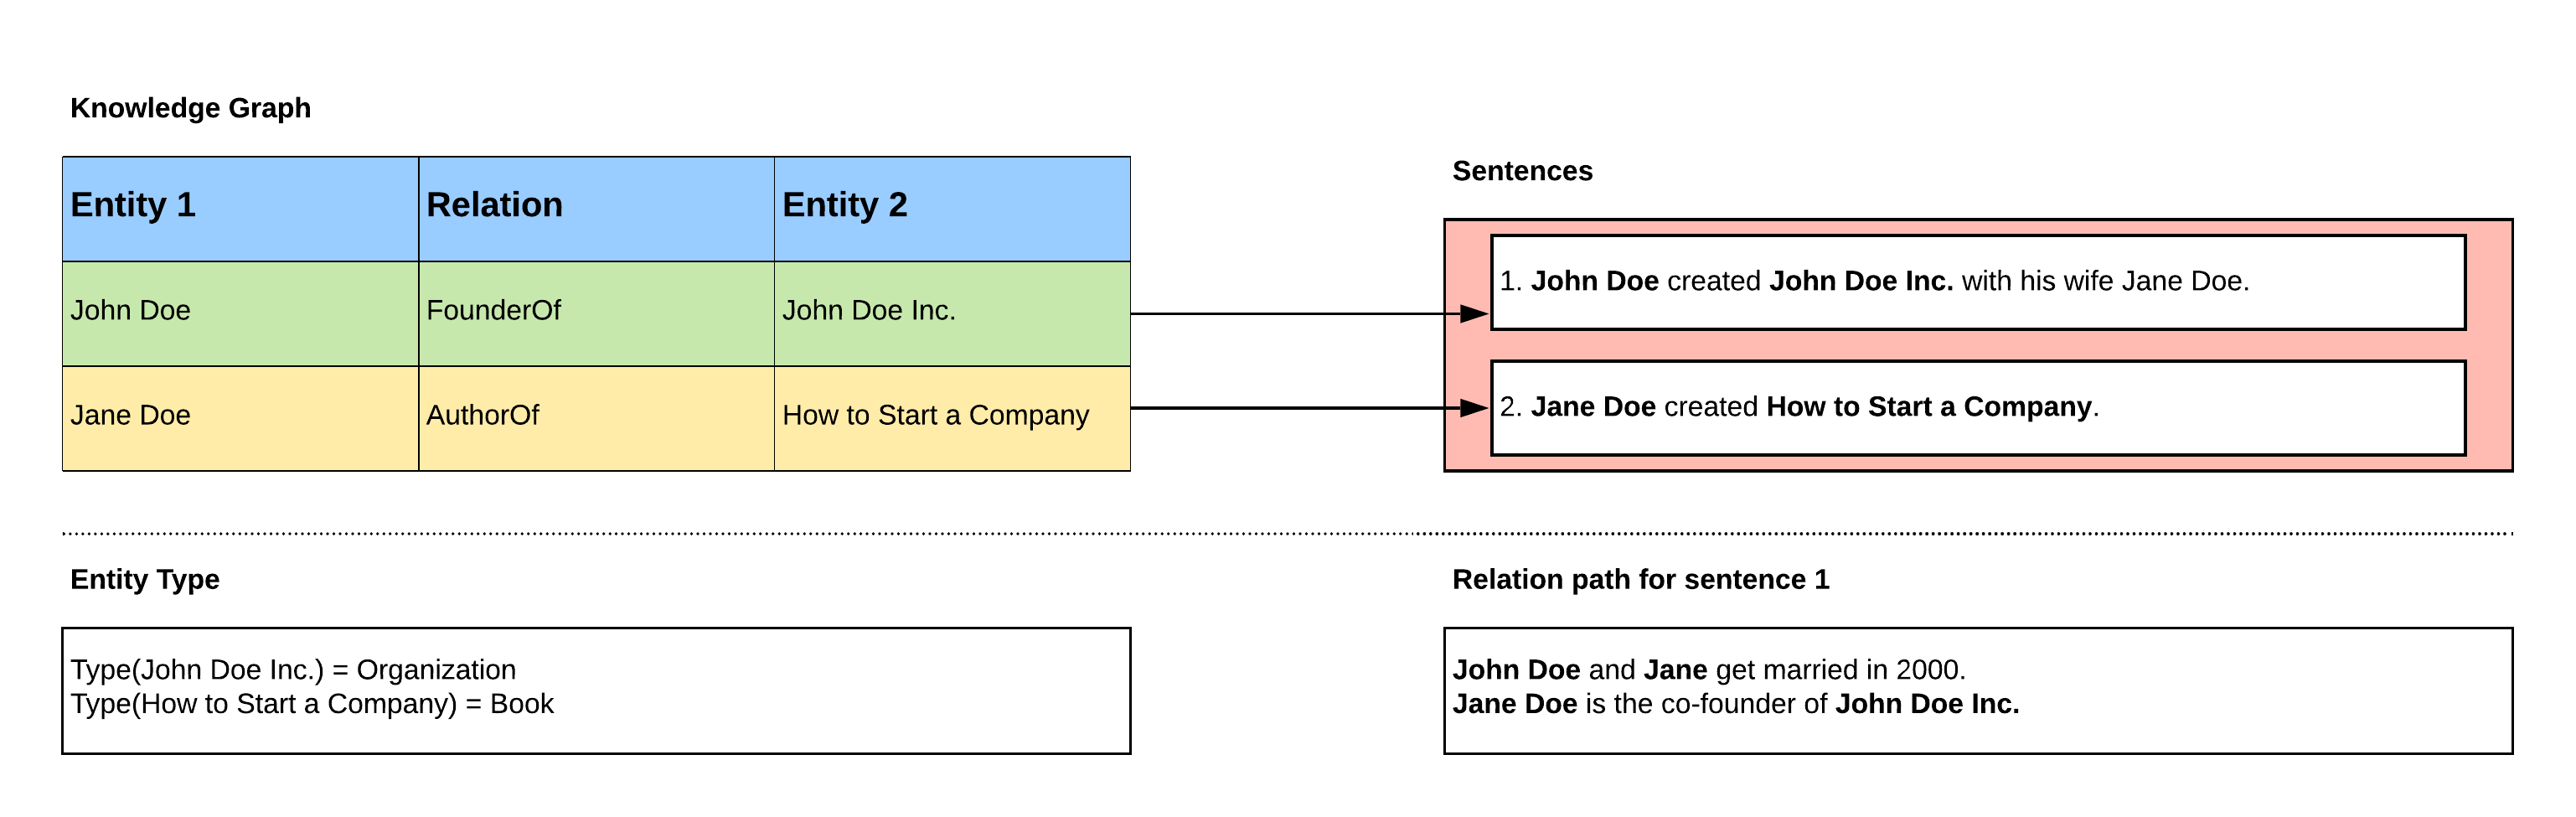 Knowledge Graph
Entity 1 Relation Entity 2
John Doe FounderOf John Doe Inc.
Jane Doe AuthorOf How to Start a Company
Sentences
1. John Doe created John Doe Inc. with his wife Jane Doe.
2. Jane Doe created How to Start a Company.
Entity Type
Type(John Doe Inc.) = Organization
Type(How to Start a Company) = Book
Relation path for sentence 1
John Doe and Jane get married in 2000.
Jane Doe is the co-founder of John Doe Inc.